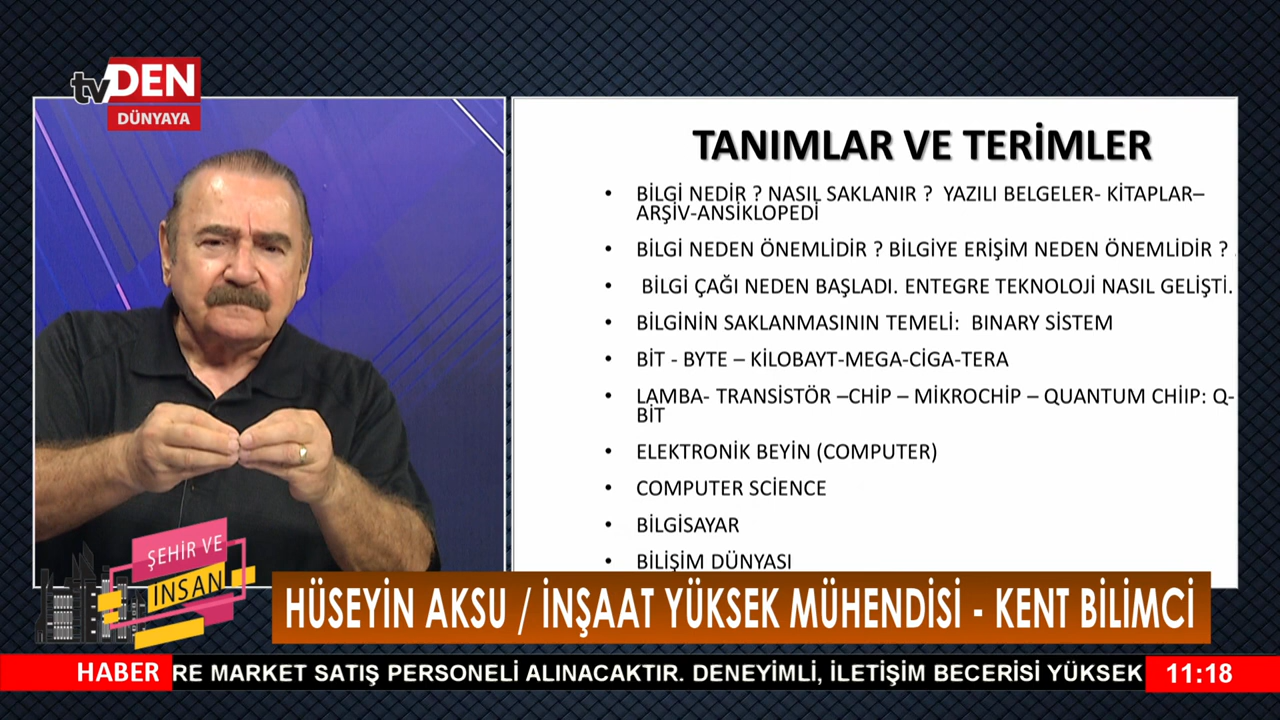 tvDEN
DÜNYAYA
TANIMLAR VE TERİMLER
• BİLGİ NEDİR ? NASIL SAKLANIR ? YAZILI BELGELER- KİTAPLAR–
ARŞİV-ANSİKLOPEDİ
• BİLGİ NEDEN ÖNEMLİDİR ? BİLGİYE ERİŞİM NEDEN ÖNEMLİDİR ?
• BİLGİ ÇAĞI NEDEN BAŞLADI. ENTEGRE TEKNOLOJİ NASIL GELİŞTİ.
• BİLGİNİN SAKLANMASININ TEMELİ: BINARY SİSTEM
• BİT - BYTE – KİLOBAYT-MEGA-CİGA-TERA
• LAMBA- TRANSİSTÖR –CHİP – MİKROCHİP – QUANTUM CHİIP: Q-
BİT
• ELEKTRONİK BEYİN (COMPUTER)
• COMPUTER SCİENCE
• BİLGİSAYAR
• BİLİŞİM DÜNYASI
ŞEHİR VE
İNSAN
HÜSEYİN AKSU / İNŞAAT YÜKSEK MÜHENDİSİ - KENT BİLİMCİ
HABER RE MARKET SATIŞ PERSONELİ ALINACAKTIR. DENEYİMLİ, İLETİŞİM BECERİSİ YÜKSEK 11:18